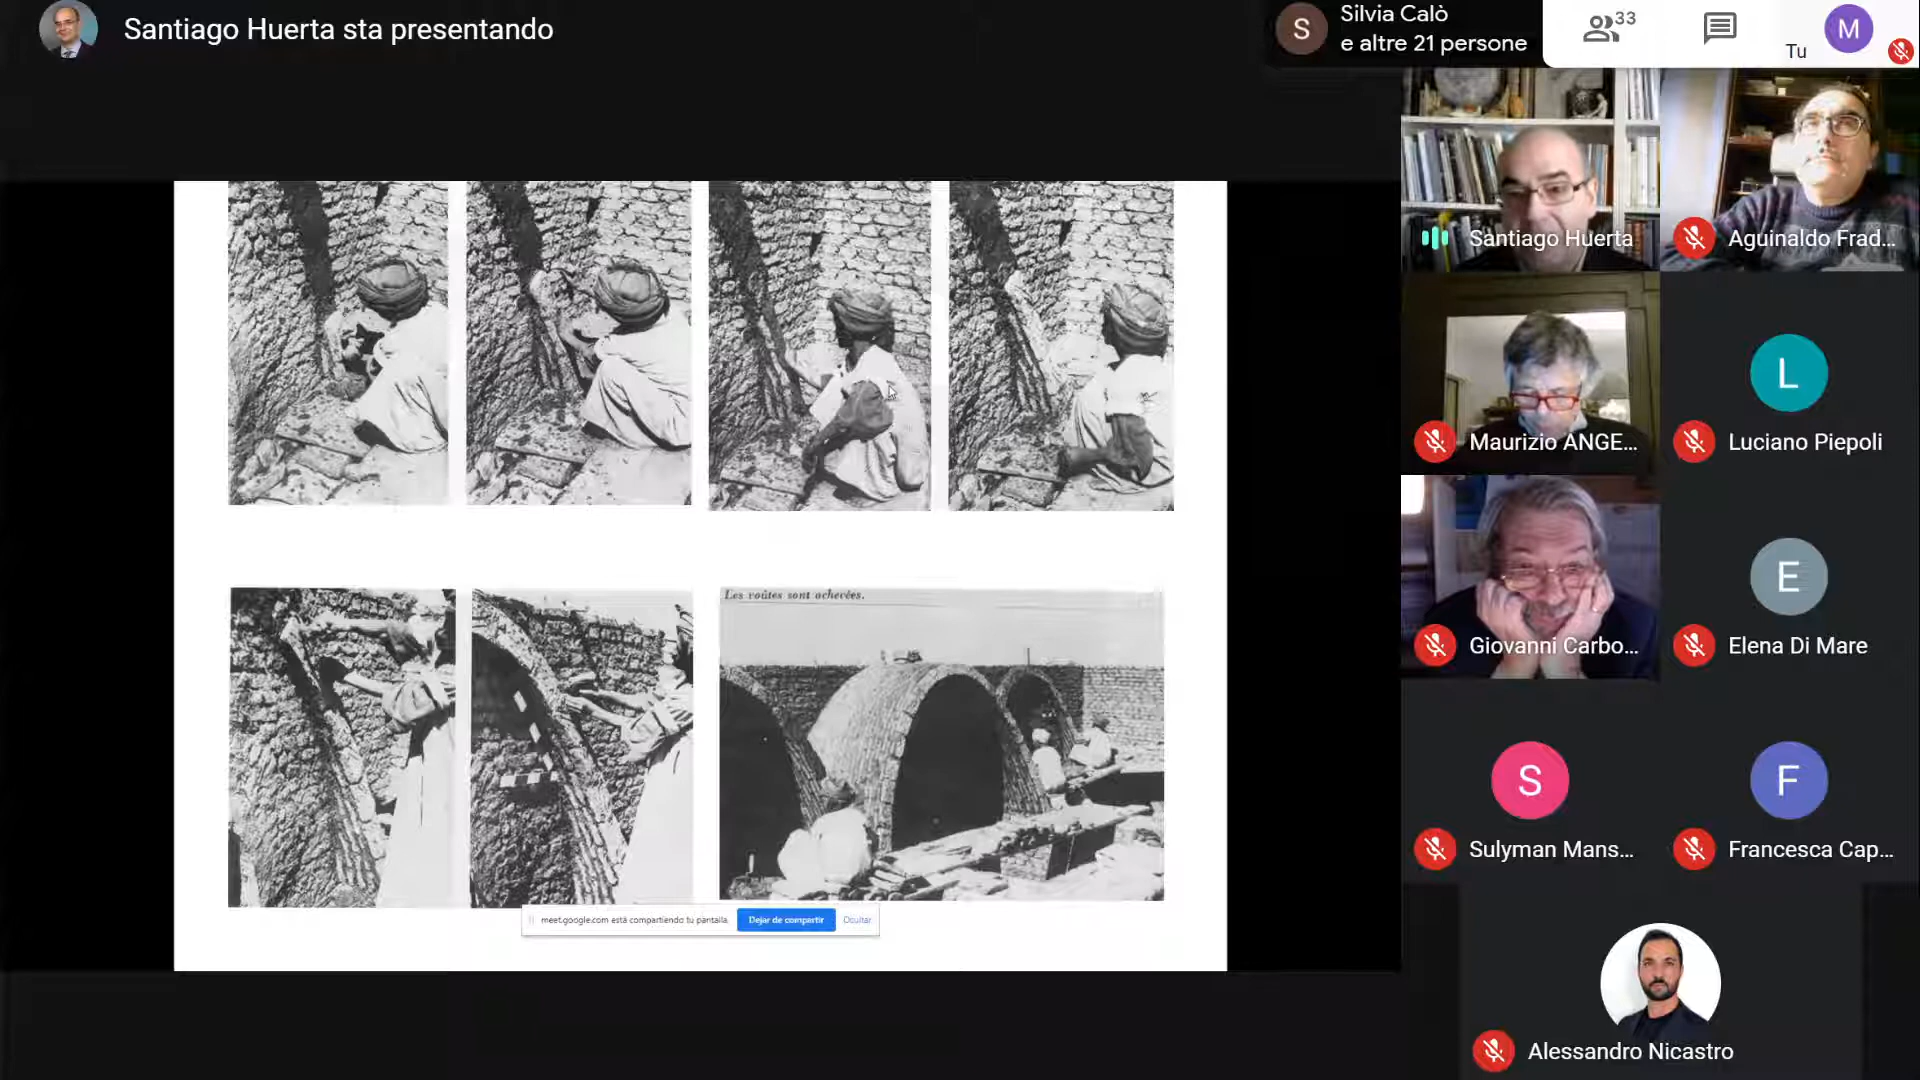 Santiago Huerta sta presentando
S
Silvia Calò
e altre 21 persone
33
Tu
M
Santiago Huerta
Aguinaldo Frad...
Maurizio ANGE...
L
Luciano Piepoli
Giovanni Carbo...
E
Elena Di Mare
S
Sulyman Mans...
F
Francesca Cap...
Alessandro Nicastro
Les voûtes sont achevées.
meet.google.com está compartiendo tu pantalla.
Dejar de compartir
Ocultar